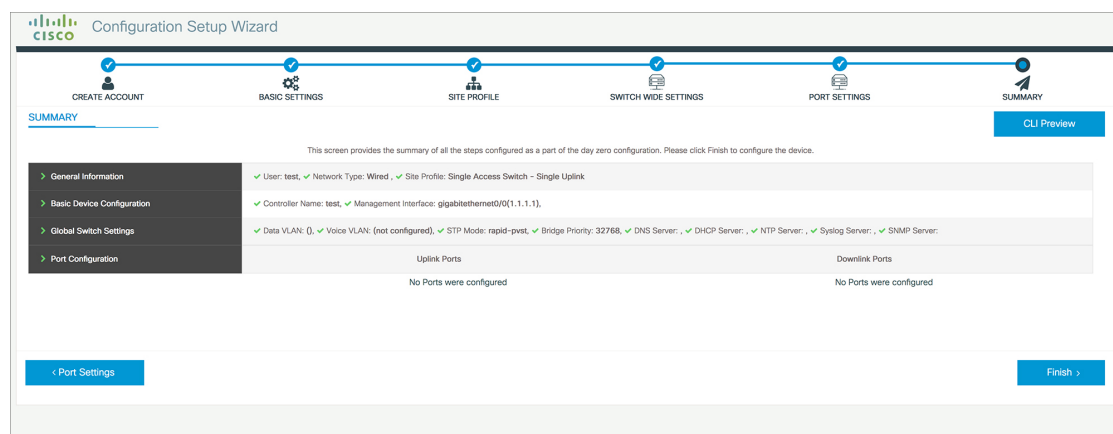 CISCO Configuration Setup Wizard
CREATE ACCOUNT BASIC SETTINGS SITE PROFILE SWITCH WIDE SETTINGS PORT SETTINGS SUMMARY
SUMMARY
CLI Preview
This screen provides the summary of all the steps configured as a part of the day zero configuration. Please click Finish to configure the device.
> General Information ✔ User: test, ✔ Network Type: Wired , ✔ Site Profile: Single Access Switch - Single Uplink
> Basic Device Configuration ✔ Controller Name: test, ✔ Management Interface: gigabitethernet0/0(1.1.1.1),
> Global Switch Settings ✔ Data VLAN: (), ✔ Voice VLAN: (not configured), ✔ STP Mode: rapid-pvst, ✔ Bridge Priority: 32768, ✔ DNS Server: , ✔ DHCP Server: , ✔ NTP Server: , ✔ Syslog Server: , ✔ SNMP Server:
> Port Configuration Uplink Ports Downlink Ports
No Ports were configured No Ports were configured
< Port Settings Finish >